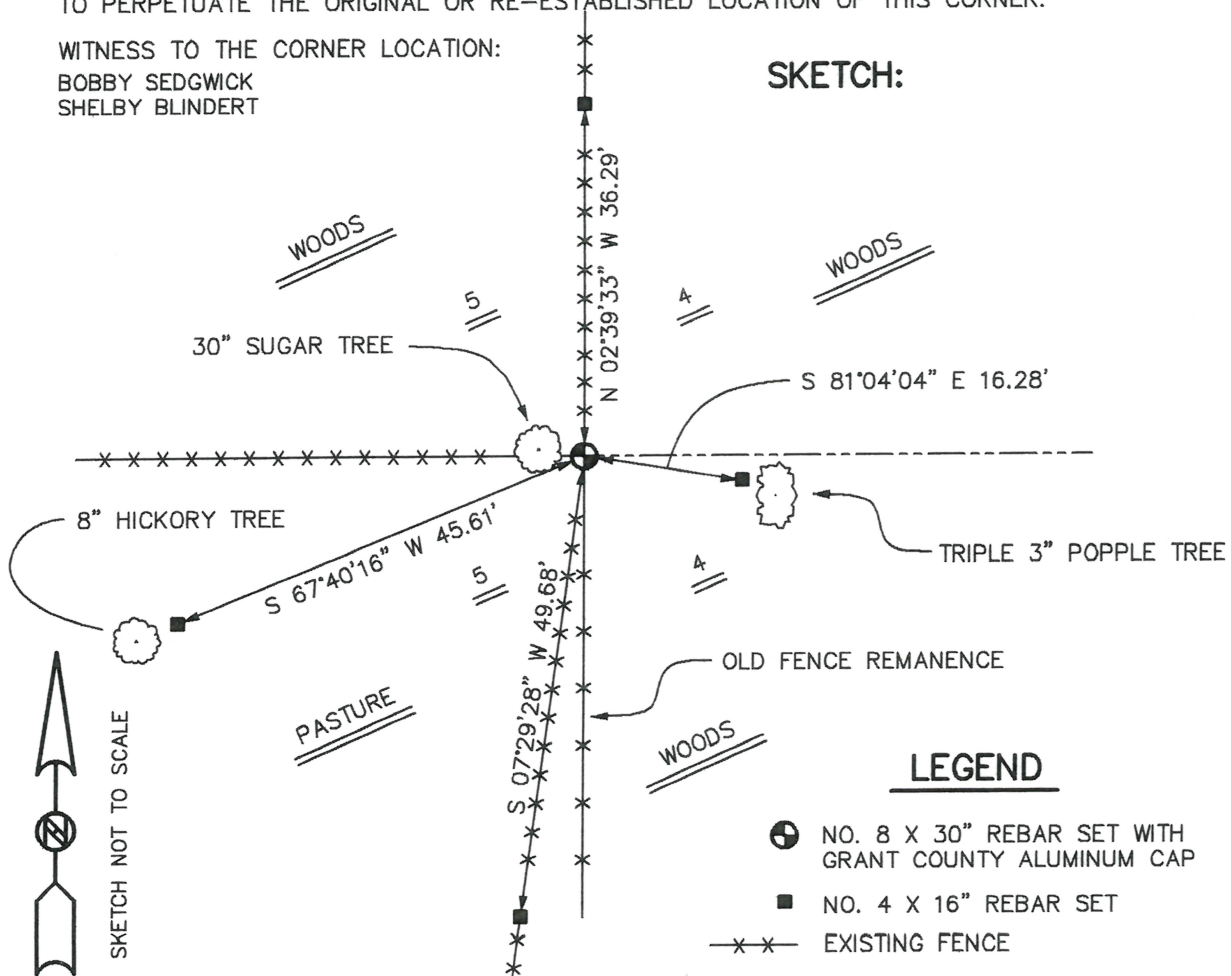 TO PERPETUATE THE ORIGINAL OR RE-ESTABLISHED LOCATION OF THIS CORNER.
WITNESS TO THE CORNER LOCATION:
BOBBY SEDGWICK
SHELBY BLINDERT
SKETCH:
N 02°39'33" W 36.29'
WOODS
WOODS
5
4
30" SUGAR TREE
S 81°04'04" E 16.28'
8" HICKORY TREE
S 67°40'16" W 45.61'
5
4
TRIPLE 3" POPPLE TREE
S 07°29'28" W 49.68'
OLD FENCE REMANENCE
PASTURE
WOODS
N
SKETCH NOT TO SCALE
LEGEND
NO. 8 X 30" REBAR SET WITH
GRANT COUNTY ALUMINUM CAP
NO. 4 X 16" REBAR SET
EXISTING FENCE